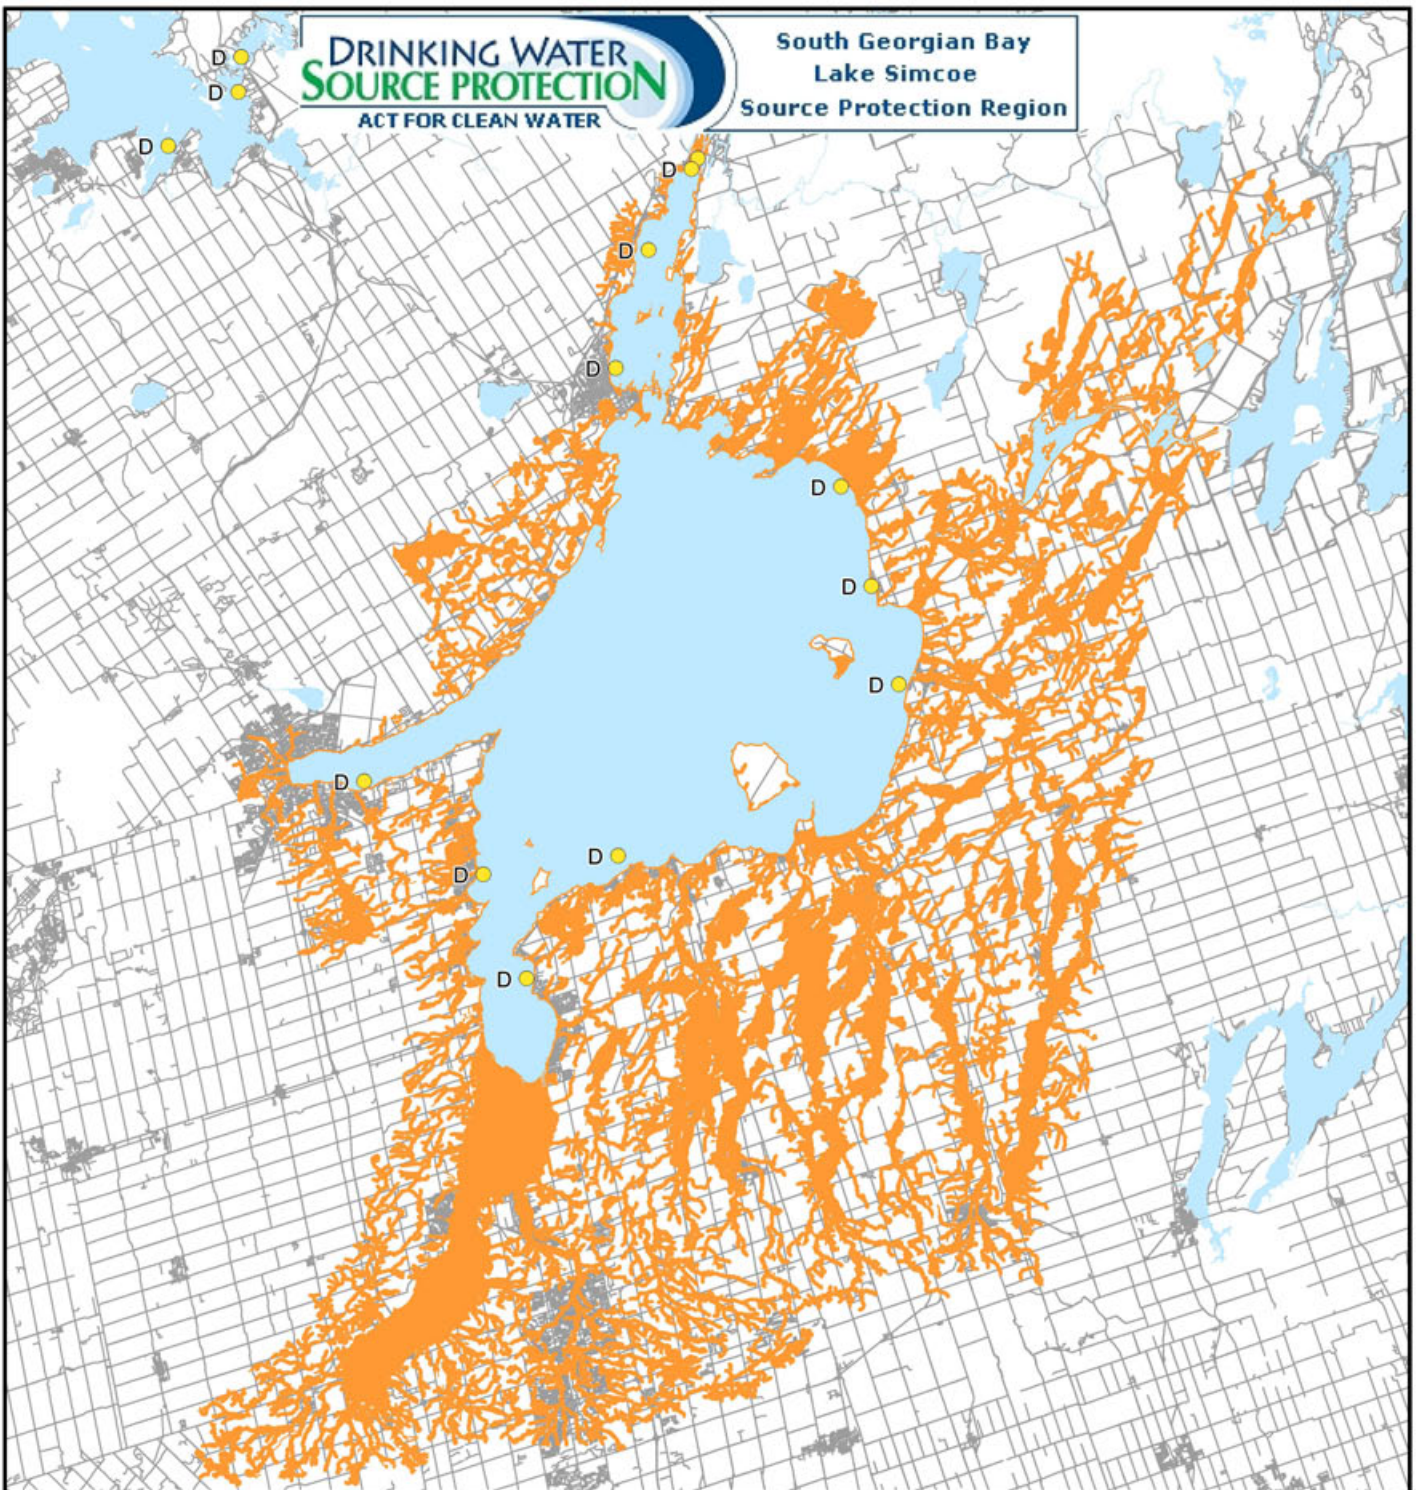 DRINKING WATER
SOURCE PROTECTION
ACT FOR CLEAN WATER
South Georgian Bay
Lake Simcoe
Source Protection Region
D
D
D
D
D
D
D
D
D
D
D
D
D